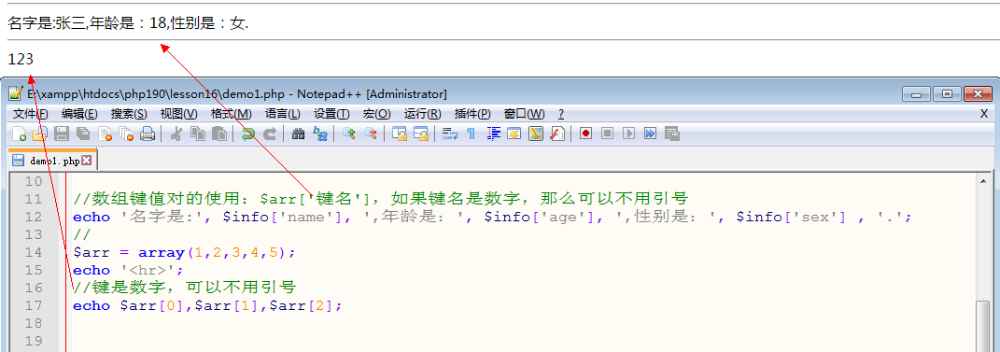 名字是:张三,年龄是：18,性别是：女.
123
E:\xampp\htdocs\php190\lesson16\demo1.php - Notepad++ [Administrator]
文件(F) 编辑(E) 搜索(S) 视图(V) 格式(M) 语言(L) 设置(T) 宏(O) 运行(R) 插件(P) 窗口(W) ? X
demo1.php
10
11 //数组键值对的使用：$arr['键名']，如果键名是数字，那么可以不用引号
12 echo '名字是:', $info['name'], ',年龄是：', $info['age'], ',性别是：', $info['sex'] , '.';
13 //
14 $arr = array(1,2,3,4,5);
15 echo '<hr>';
16 //键是数字，可以不用引号
17 echo $arr[0],$arr[1],$arr[2];
18
19